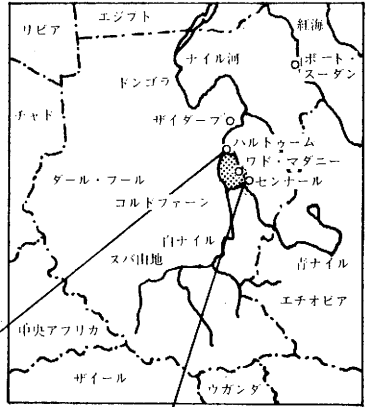 エジプト
紅海
リビア
ナイル河
ポート・
スーダン
ドンゴラ
チャド
ザイダーブ
ハルトゥーム
ワド・マダニー
ダール・フール
センナール
コルドファーン
白ナイル
青ナイル
ヌバ山地
エチオピア
中央アフリカ
ザイール
ウガンダ